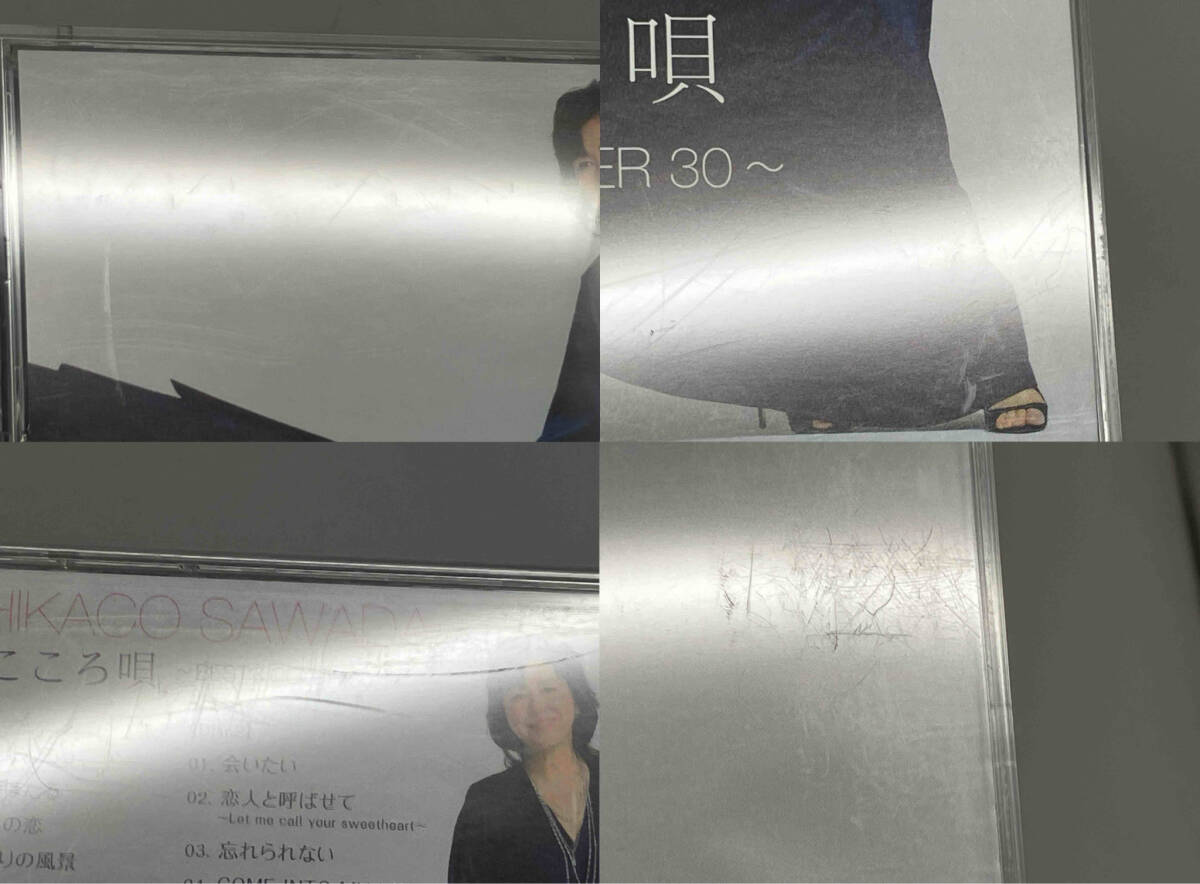 唄
ER 30～
HIKACO SAWADA
こころ唄
～BEST
01. 会いたい
02. 恋人と呼ばせて
～Let me call your sweetheart～
の恋
03. 忘れられない
りの風景